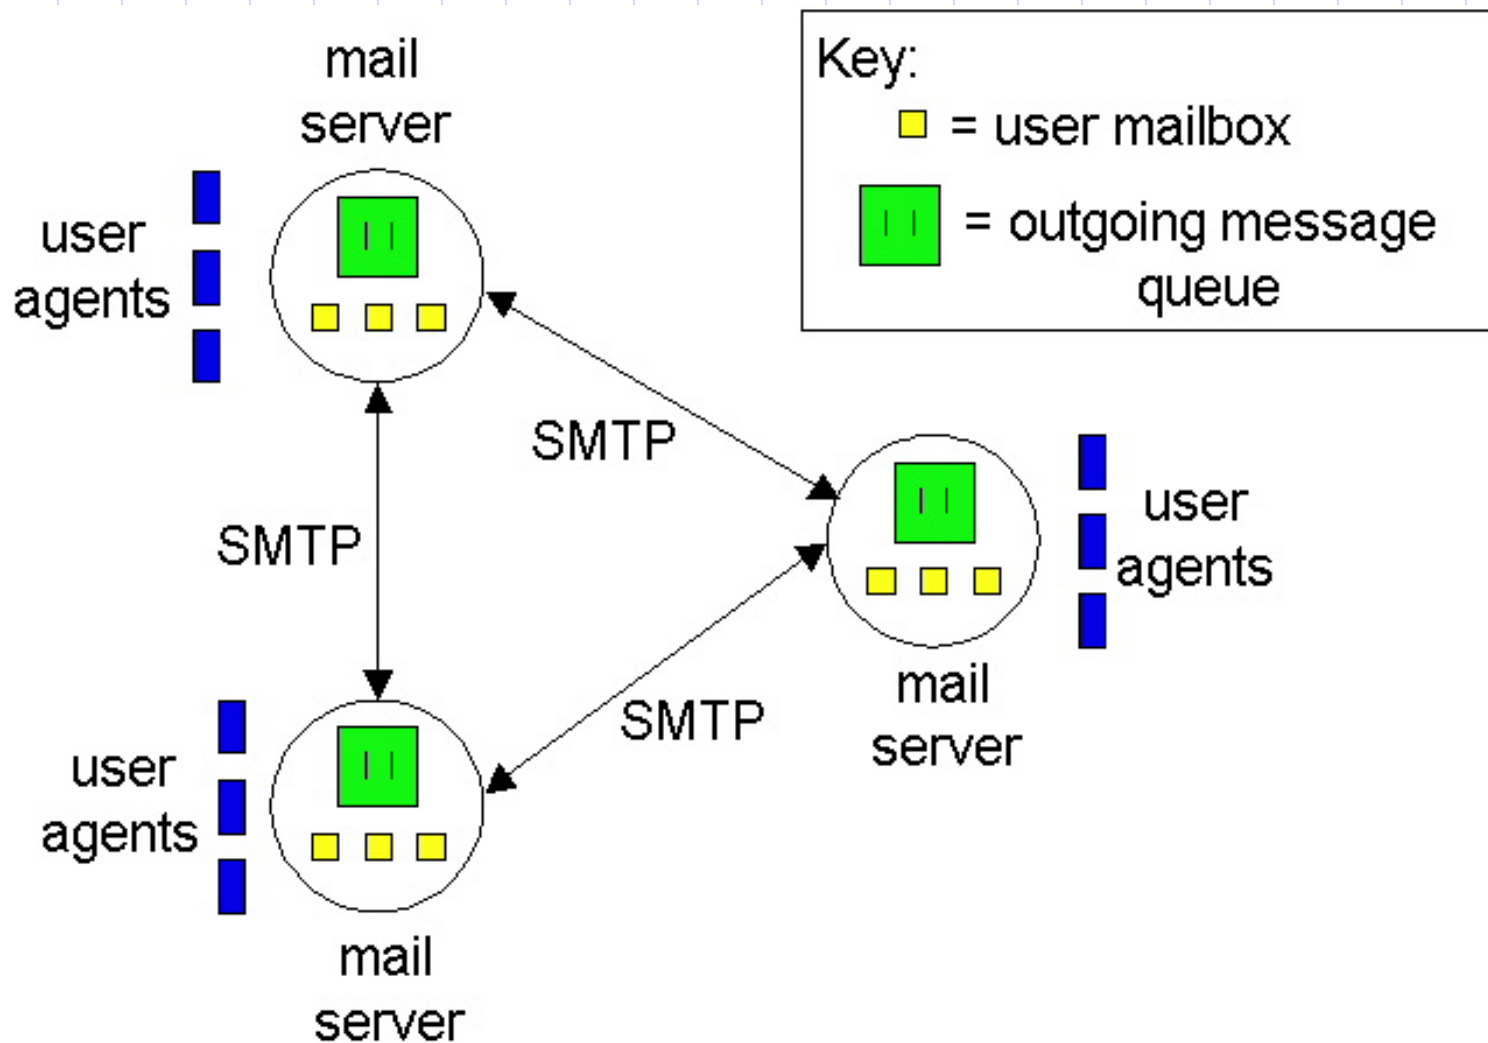 mail
server
Key:
= user mailbox
= outgoing message
queue
user
agents
SMTP
SMTP
user
agents
mail
server
SMTP
user
agents
mail
server